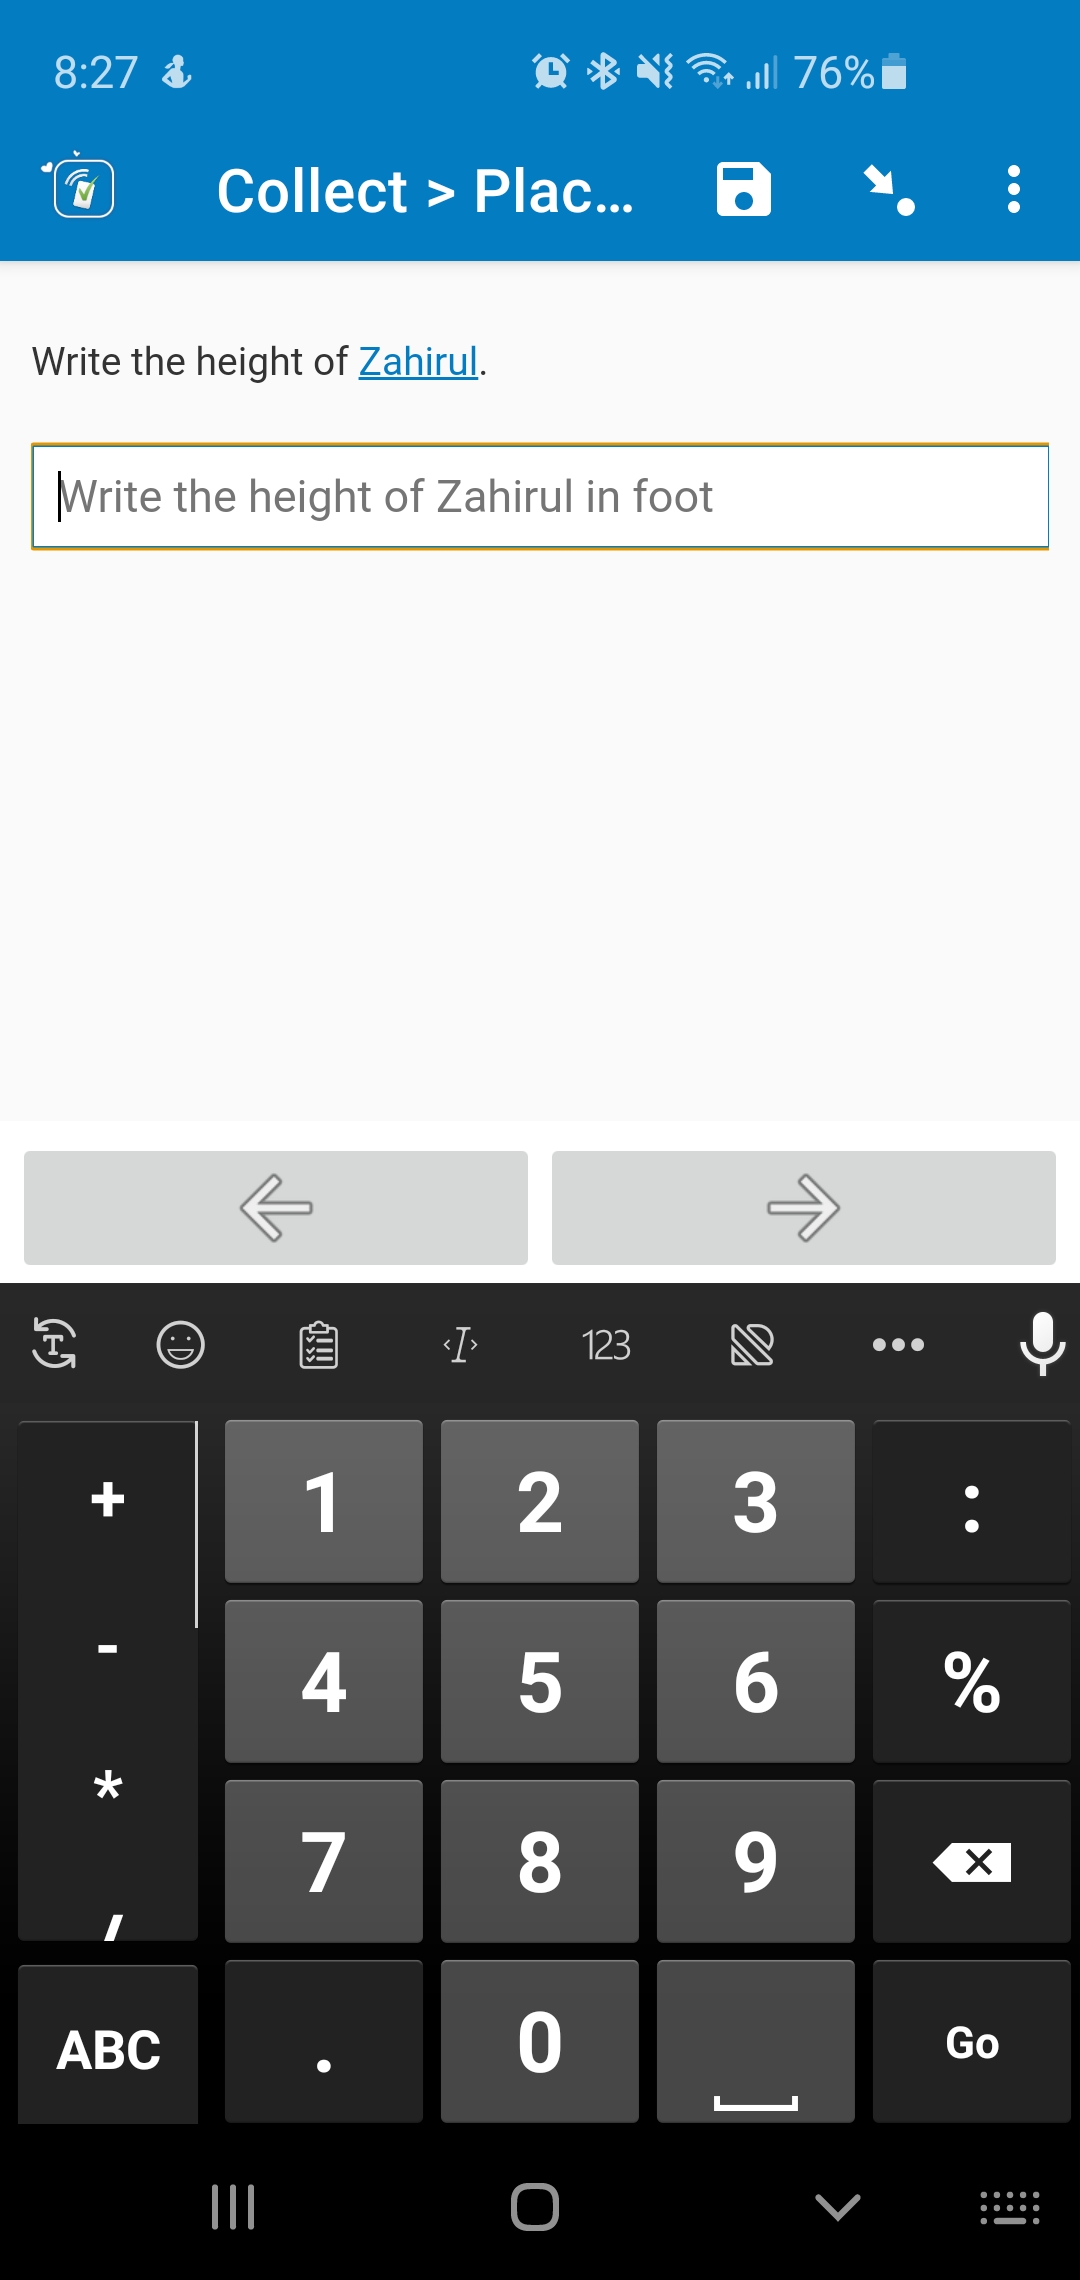 8:27 76%
Collect > Plac...
Write the height of Zahirul.
Write the height of Zahirul in foot
T I 123
+ 1 2 3 :
- 4 5 6 %
* 7 8 9
/
ABC . 0 Go